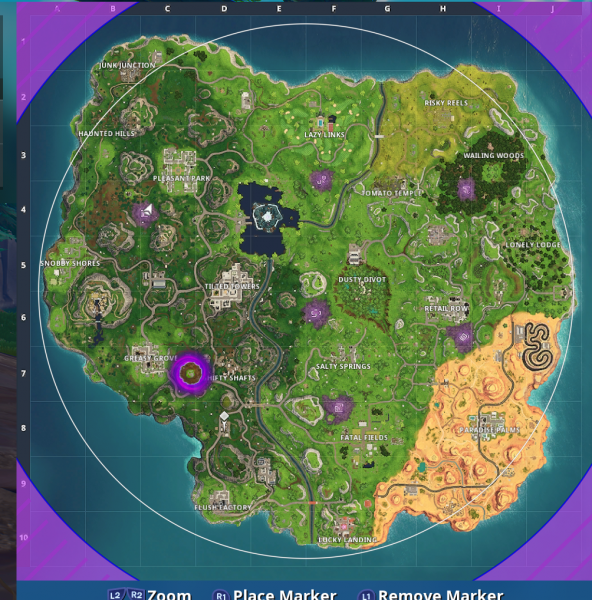 A B C D E F G H I J
1
JUNK JUNCTION
2
RISKY REELS
HAUNTED HILLS
LAZY LINKS
3
WAILING WOODS
PLEASANT PARK
TOMATO TEMPLE
4
LONELY LODGE
5
SNOBBY SHORES
DUSTY DIVOT
TILTED TOWERS
6
RETAIL ROW
GREASY GROVE
SALTY SPRINGS
7
SHIFTY SHAFTS
8
PARADISE PALMS
FATAL FIELDS
9
FLUSH FACTORY
10
LUCKY LANDING
L2 / R2 Zoom R1 Place Marker L1 Remove Marker